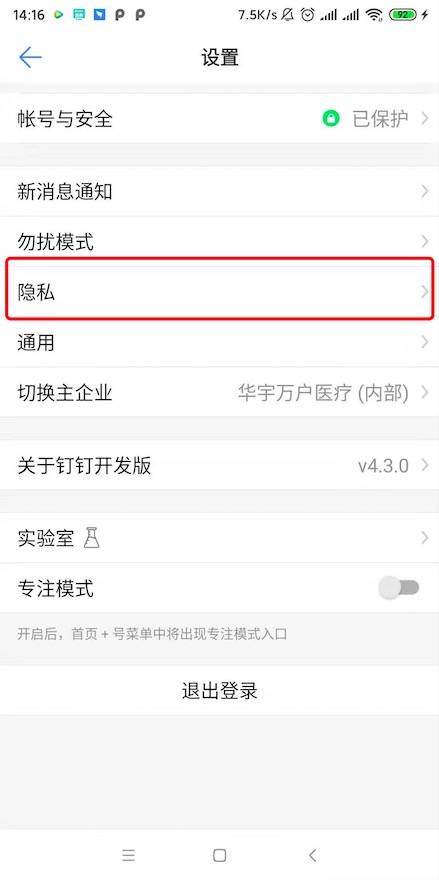 14:16 7.5K/s 92
设置
帐号与安全 已保护
新消息通知
勿扰模式
隐私
通用
切换主企业 华宇万户医疗 (内部)
关于钉钉开发版 v4.3.0
实验室
专注模式
开启后，首页 + 号菜单中将出现专注模式入口
退出登录